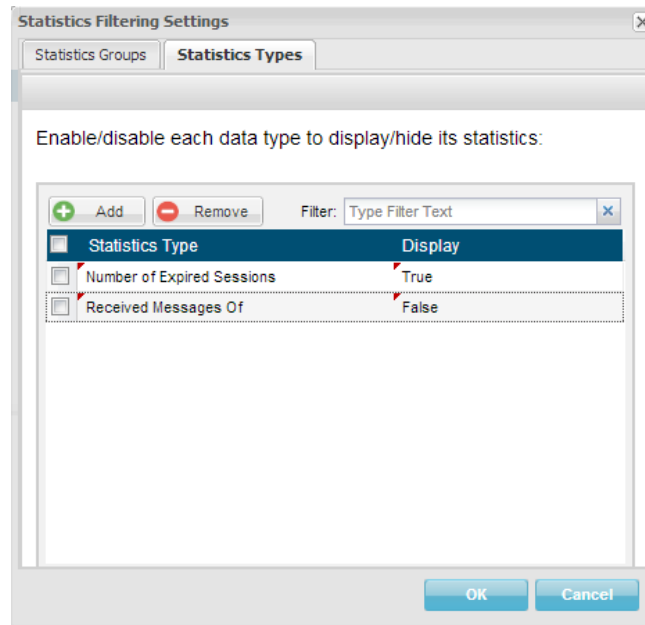 Statistics Filtering Settings
Statistics Groups Statistics Types
Enable/disable each data type to display/hide its statistics:
Add Remove Filter: Type Filter Text
Statistics Type Display
Number of Expired Sessions True
Received Messages Of False
OK Cancel